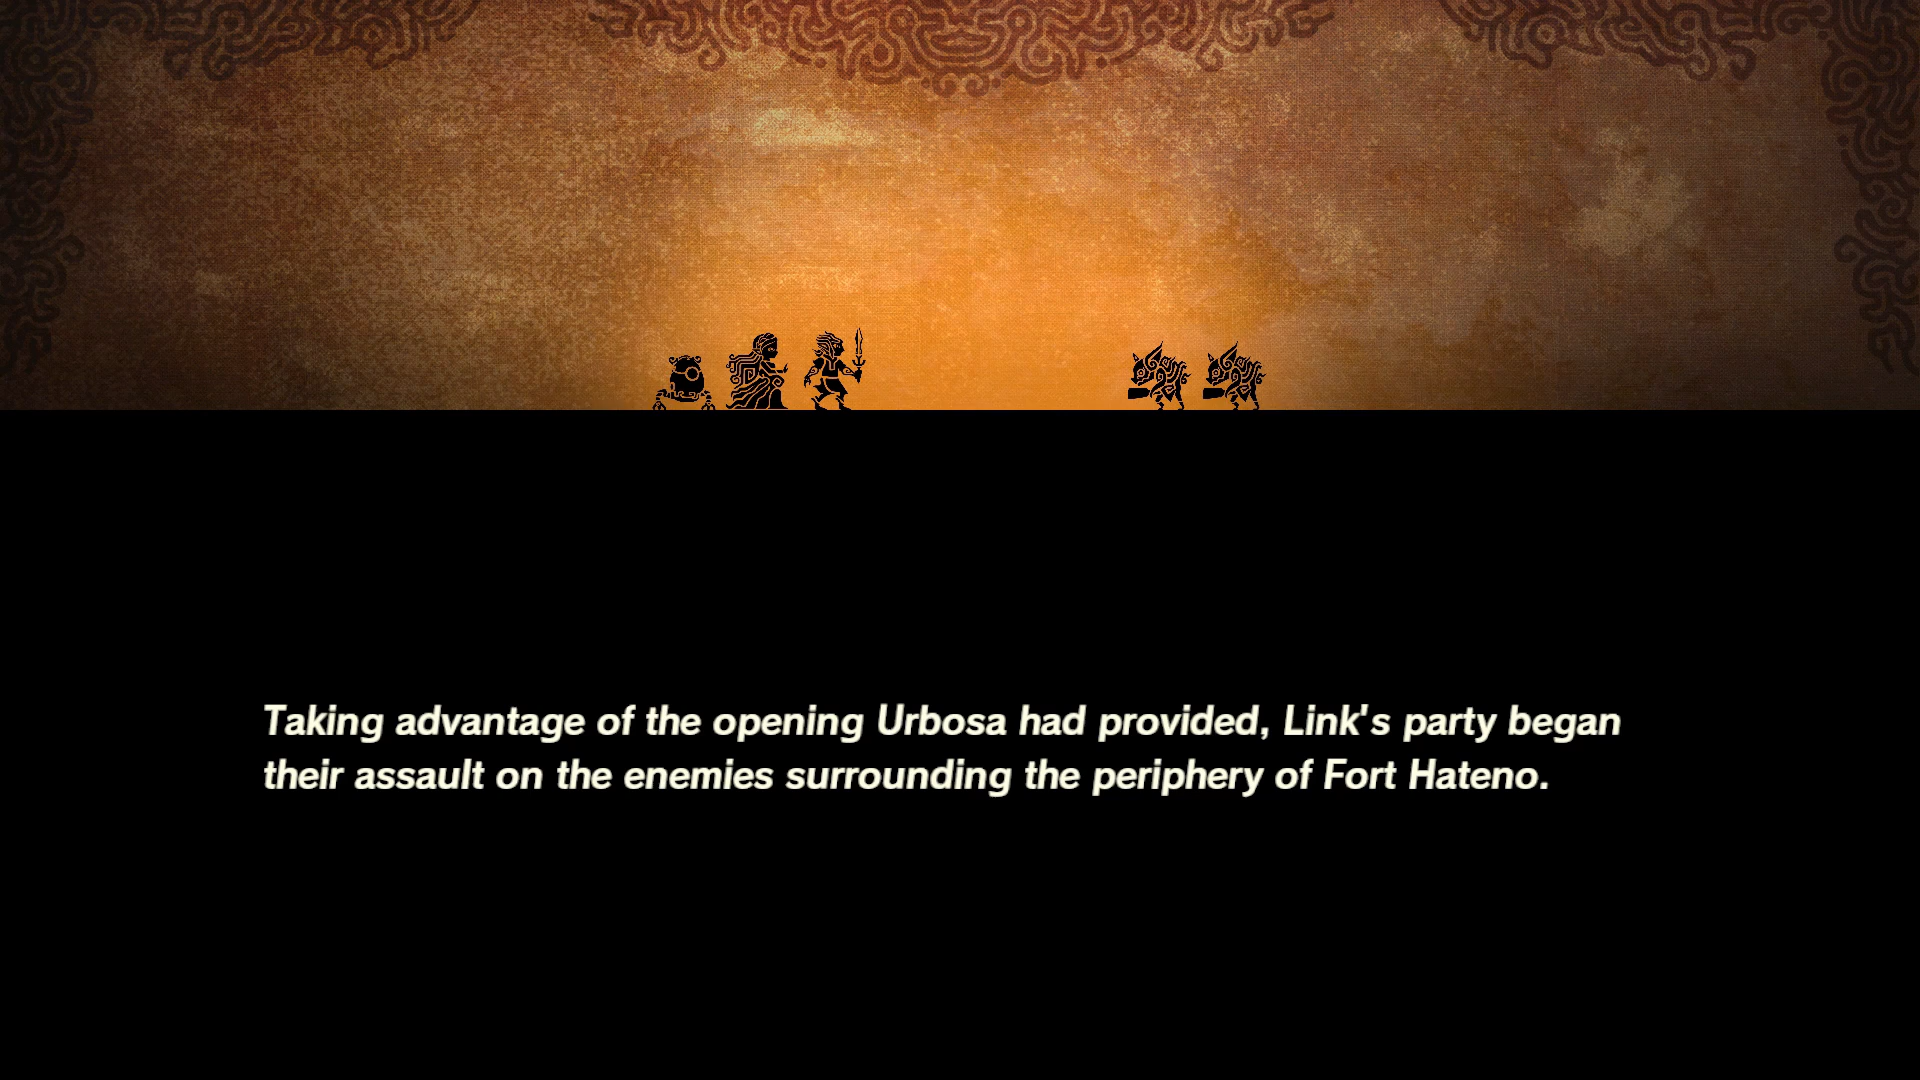 Taking advantage of the opening Urbosa had provided, Link's party began
their assault on the enemies surrounding the periphery of Fort Hateno.